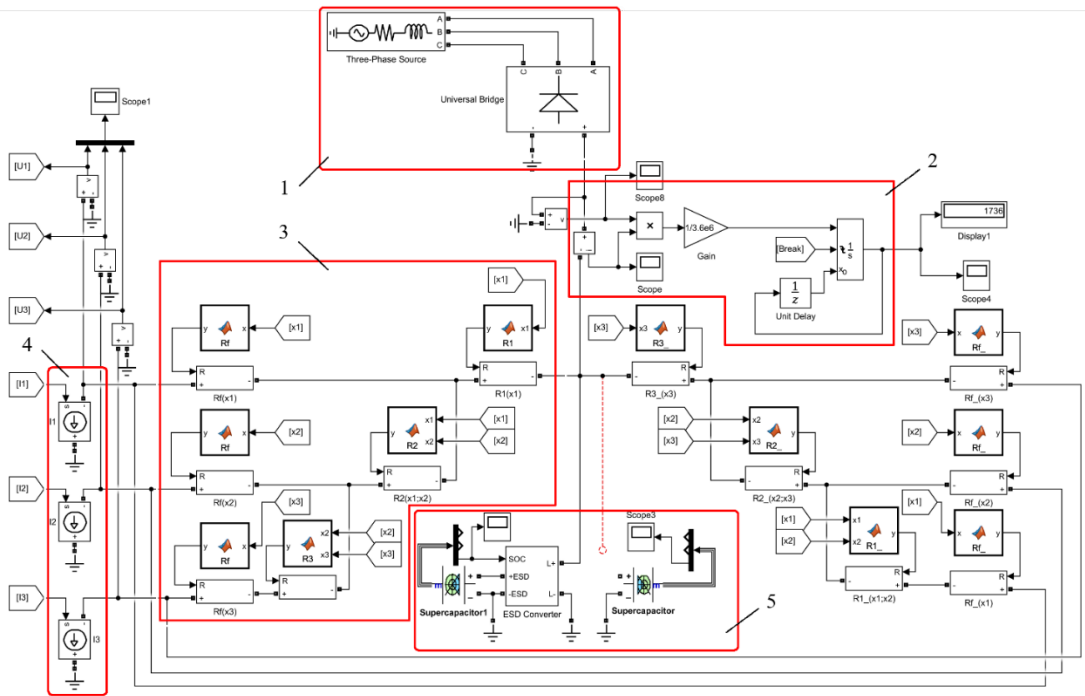 A
B
C
Three-Phase Source
C
B
A
Universal Bridge
-
+
1
Scope1
[U1]
v
+ -
[U2]
v
+ -
[U3]
v
+ -
4
[I1]
s
-
I1
+
[I2]
s
-
I2
+
[I3]
s
-
I3
+
2
Scope8
+
-
v
×
1/3.6e6
Gain
+ i
-
Scope
[Break]
1
s
x0
1
z
Unit Delay
1736
Display1
Scope4
3
[x1]
y
Rf
x
[x1]
y
R1
x1
R
+
-
Rf(x1)
R
+
-
R1(x1)
y
Rf
x
[x2]
y
R2
x1
x2
[x1]
[x2]
R
+
-
Rf(x2)
R
+
-
R2(x1;x2)
[x3]
y
Rf
x
y
R3
x2
x3
[x2]
[x3]
R
+
-
Rf(x3)
R
+
-
[x3]
x3
R3_
y
R
-
+
R3_(x3)
[x3]
x
Rf_
y
R
-
+
Rf_(x3)
[x2]
[x3]
x2
x3
R2_
y
R
-
+
R2_(x2;x3)
[x2]
x
Rf_
y
R
-
+
Rf_(x2)
[x1]
[x1]
[x2]
x1
x2
R1_
y
x
Rf_
y
R
-
+
R1_(x1;x2)
R
-
+
Rf_(x1)
Scope3
SOC
L+
+ESD
-ESD
L-
+
-
+
-
Supercapacitor1
ESD Converter
Supercapacitor
5